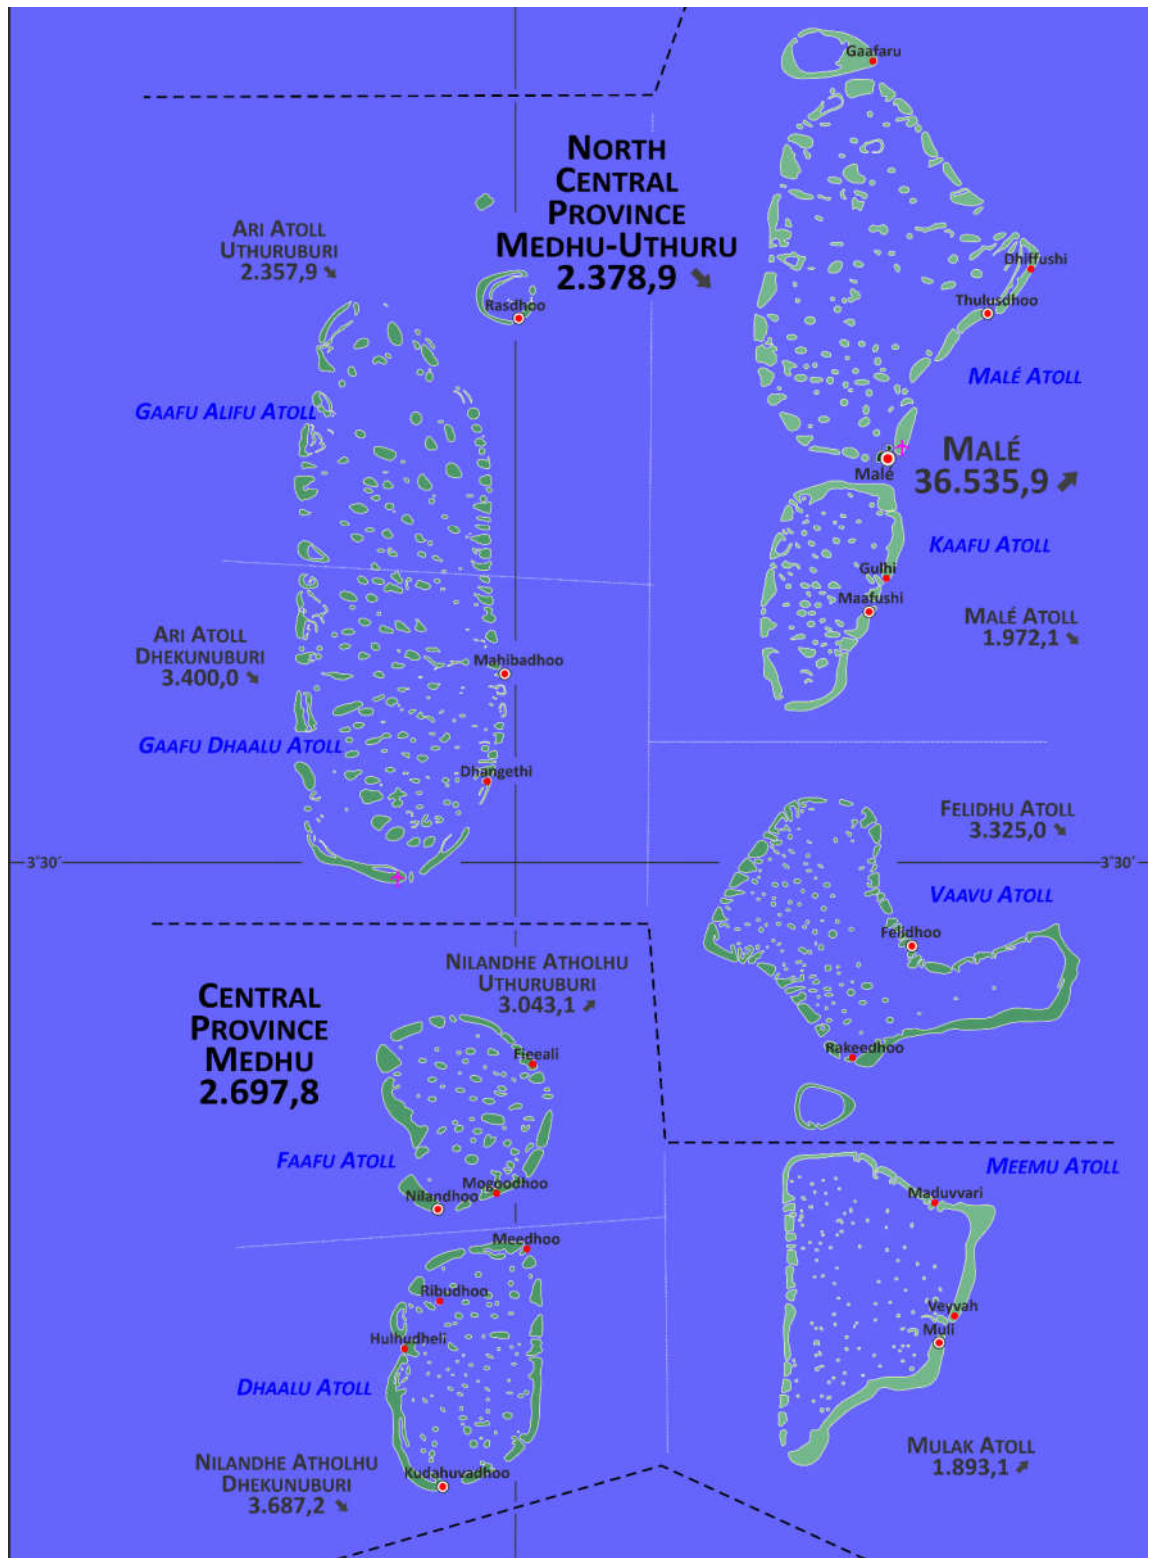 Gaafaru
North
Central
Province
Medhu-Uthuru
2.378,9
Ari Atoll
Uthuruburi
2.357,9
Dhiffushi
Thulusdhoo
Rasdhoo
Malé Atoll
Gaafu Alifu Atoll
Malé
36.535,9
Malé
Kaafu Atoll
Gulhi
Maafushi
Malé Atoll
1.972,1
Ari Atoll
Dhekunuburi
3.400,0
Mahibadhoo
Gaafu Dhaalu Atoll
Dhangethi
Felidhu Atoll
3.325,0
3°30′
3°30′
Vaavu Atoll
Felidhoo
Nilandhe Atholhu
Uthuruburi
3.043,1
Central
Province
Medhu
2.697,8
Fieeali
Rakeedhoo
Faafu Atoll
Meemu Atoll
Mogoodhoo
Nilandhoo
Maduvvari
Meedhoo
Ribudhoo
Veyvah
Hulhudheli
Muli
Dhaalu Atoll
Mulak Atoll
1.893,1
Nilandhe Atholhu
Dhekunuburi
3.687,2
Kudahuvadhoo